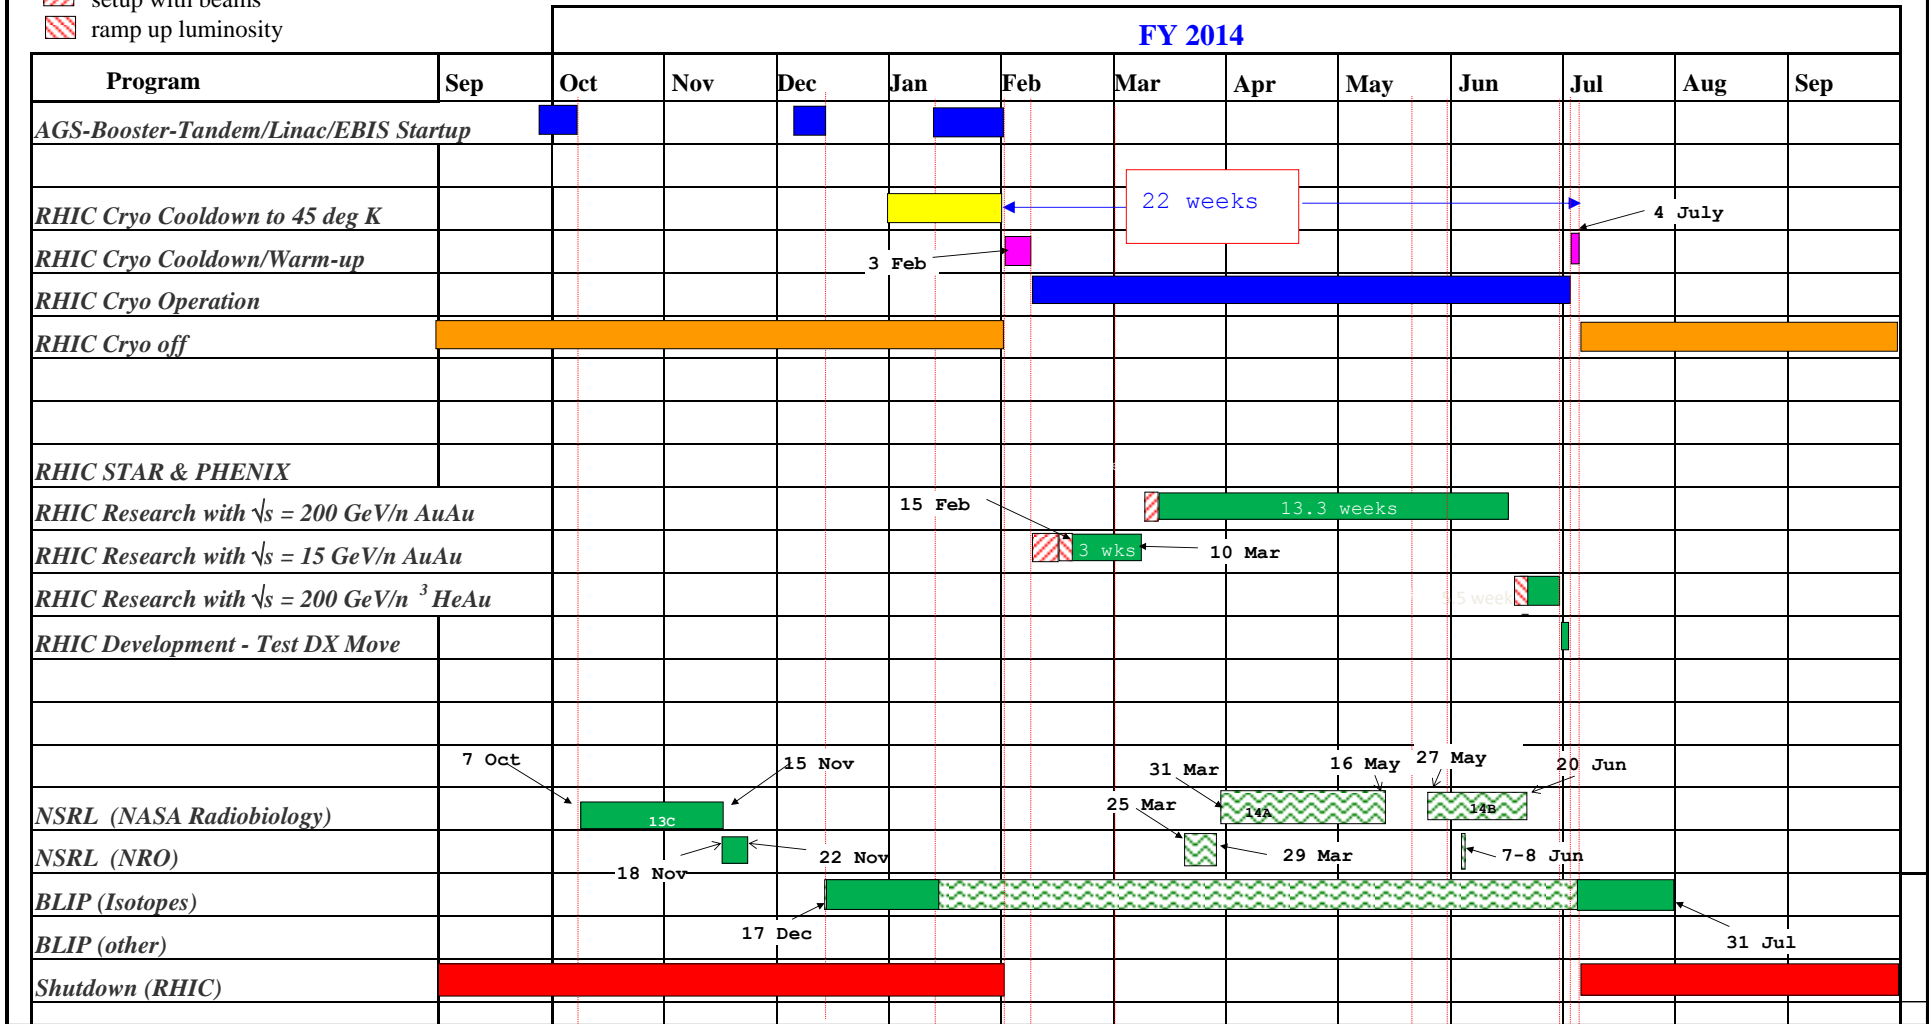 setup with beams
ramp up luminosity
FY 2014
Program Sep Oct Nov Dec Jan Feb Mar Apr May Jun Jul Aug Sep
AGS-Booster-Tandem/Linac/EBIS Startup
22 weeks
RHIC Cryo Cooldown to 45 deg K
4 July
RHIC Cryo Cooldown/Warm-up
3 Feb
RHIC Cryo Operation
RHIC Cryo off
RHIC STAR & PHENIX
RHIC Research with √s = 200 GeV/n AuAu
15 Feb
13.3 weeks
RHIC Research with √s = 15 GeV/n AuAu
3 wks
10 Mar
RHIC Research with √s = 200 GeV/n ³HeAu
5 week
RHIC Development - Test DX Move
7 Oct
15 Nov
31 Mar
16 May
27 May
20 Jun
25 Mar
NSRL (NASA Radiobiology)
13C
14A
14B
NSRL (NRO)
18 Nov
22 Nov
29 Mar
7-8 Jun
BLIP (Isotopes)
17 Dec
31 Jul
BLIP (other)
Shutdown (RHIC)